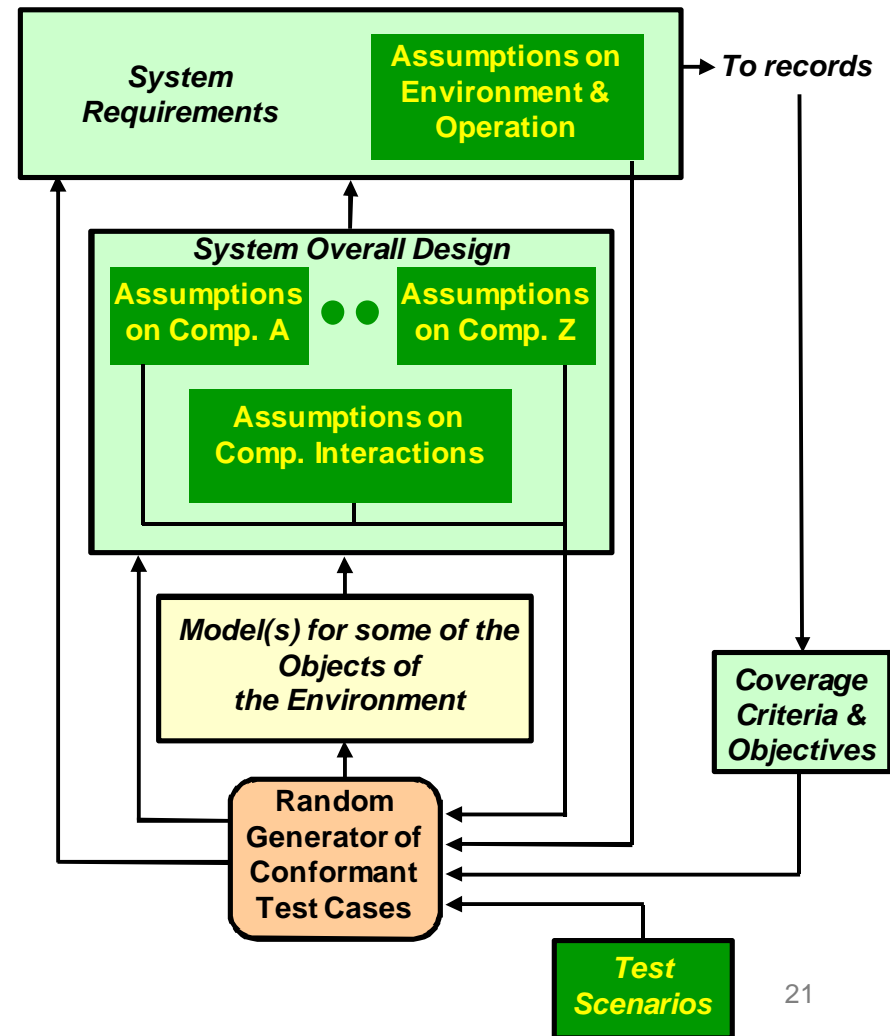 System
Requirements
Assumptions on
Environment &
Operation
To records
System Overall Design
Assumptions
on Comp. A
Assumptions
on Comp. Z
Assumptions on
Comp. Interactions
Model(s) for some of the
Objects of
the Environment
Coverage
Criteria &
Objectives
Random
Generator of
Conformant
Test Cases
Test
Scenarios
21